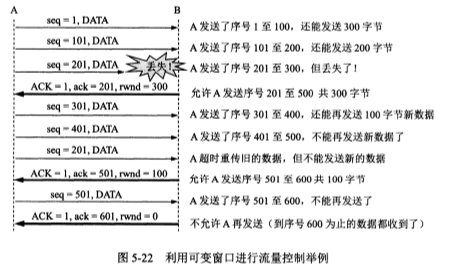 A B
seq = 1, DATA A 发送了序号 1 至 100，还能发送 300 字节
seq = 101, DATA A 发送了序号 101 至 200，还能发送 200 字节
seq = 201, DATA 丢失！ A 发送了序号 201 至 300，但丢失了！
ACK = 1, ack = 201, rwnd = 300 允许 A 发送序号 201 至 500 共 300 字节
seq = 301, DATA A 发送了序号 301 至 400，还能再发送 100 字节新数据
seq = 401, DATA A 发送了序号 401 至 500，不能再发送新数据了
seq = 201, DATA A 超时重传旧的数据，但不能发送新的数据
ACK = 1, ack = 501, rwnd = 100 允许 A 发送序号 501 至 600 共 100 字节
seq = 501, DATA A 发送了序号 501 至 600，不能再发送了
ACK = 1, ack = 601, rwnd = 0 不允许 A 再发送（到序号 600 为止的数据都收到了）
图 5-22 利用可变窗口进行流量控制举例